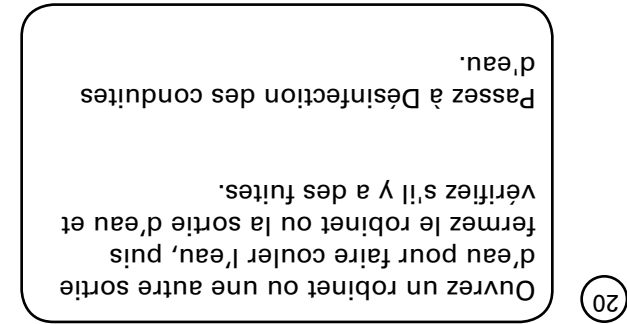 20
Ouvrez un robinet ou une autre sortie
d'eau pour faire couler l'eau, puis
fermez le robinet ou la sortie d'eau et
vérifiez s'il y a des fuites.
Passez à Désinfection des conduites
d'eau.